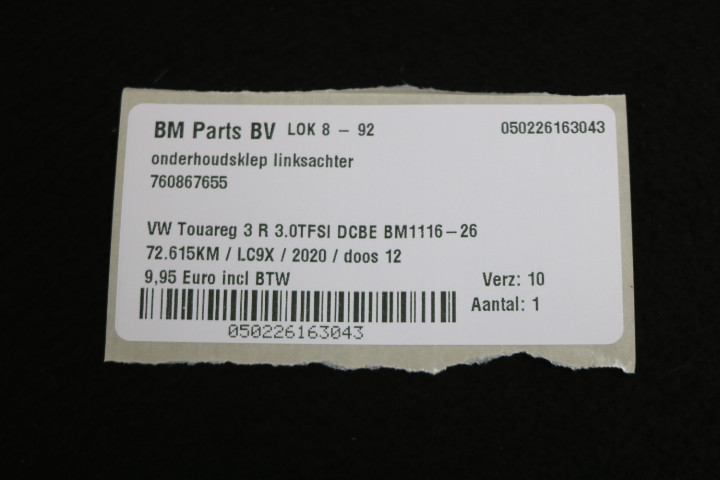 BM Parts BV LOK 8 - 92 050226163043
onderhoudsklep linksachter
760867655
VW Touareg 3 R 3.0TFSI DCBE BM1116-26
72.615KM / LC9X / 2020 / doos 12
9,95 Euro incl BTW Verz: 10
Aantal: 1
050226163043